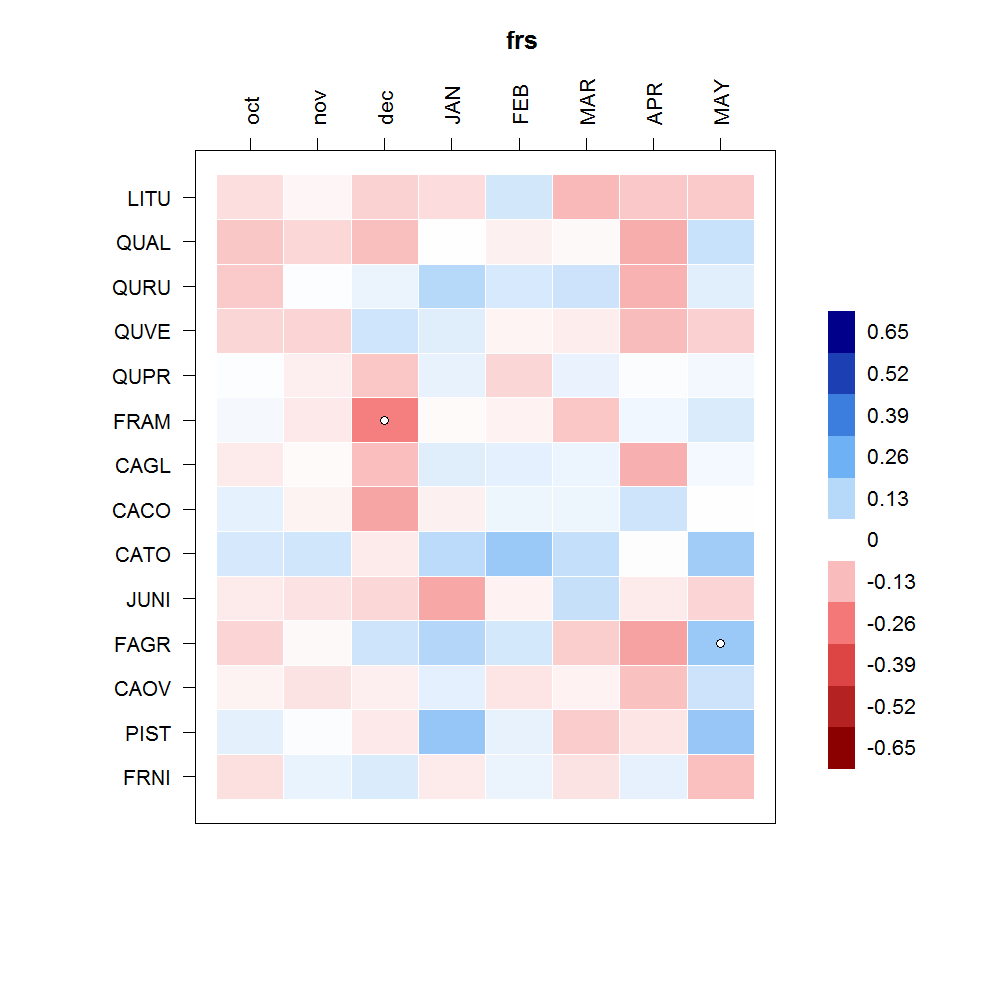 frs
oct nov dec JAN FEB MAR APR MAY
LITU
QUAL
QURU
QUVE
QUPR
FRAM
CAGL
CACO
CATO
JUNI
FAGR
CAOV
PIST
FRNI
0.65
0.52
0.39
0.26
0.13
0
-0.13
-0.26
-0.39
-0.52
-0.65